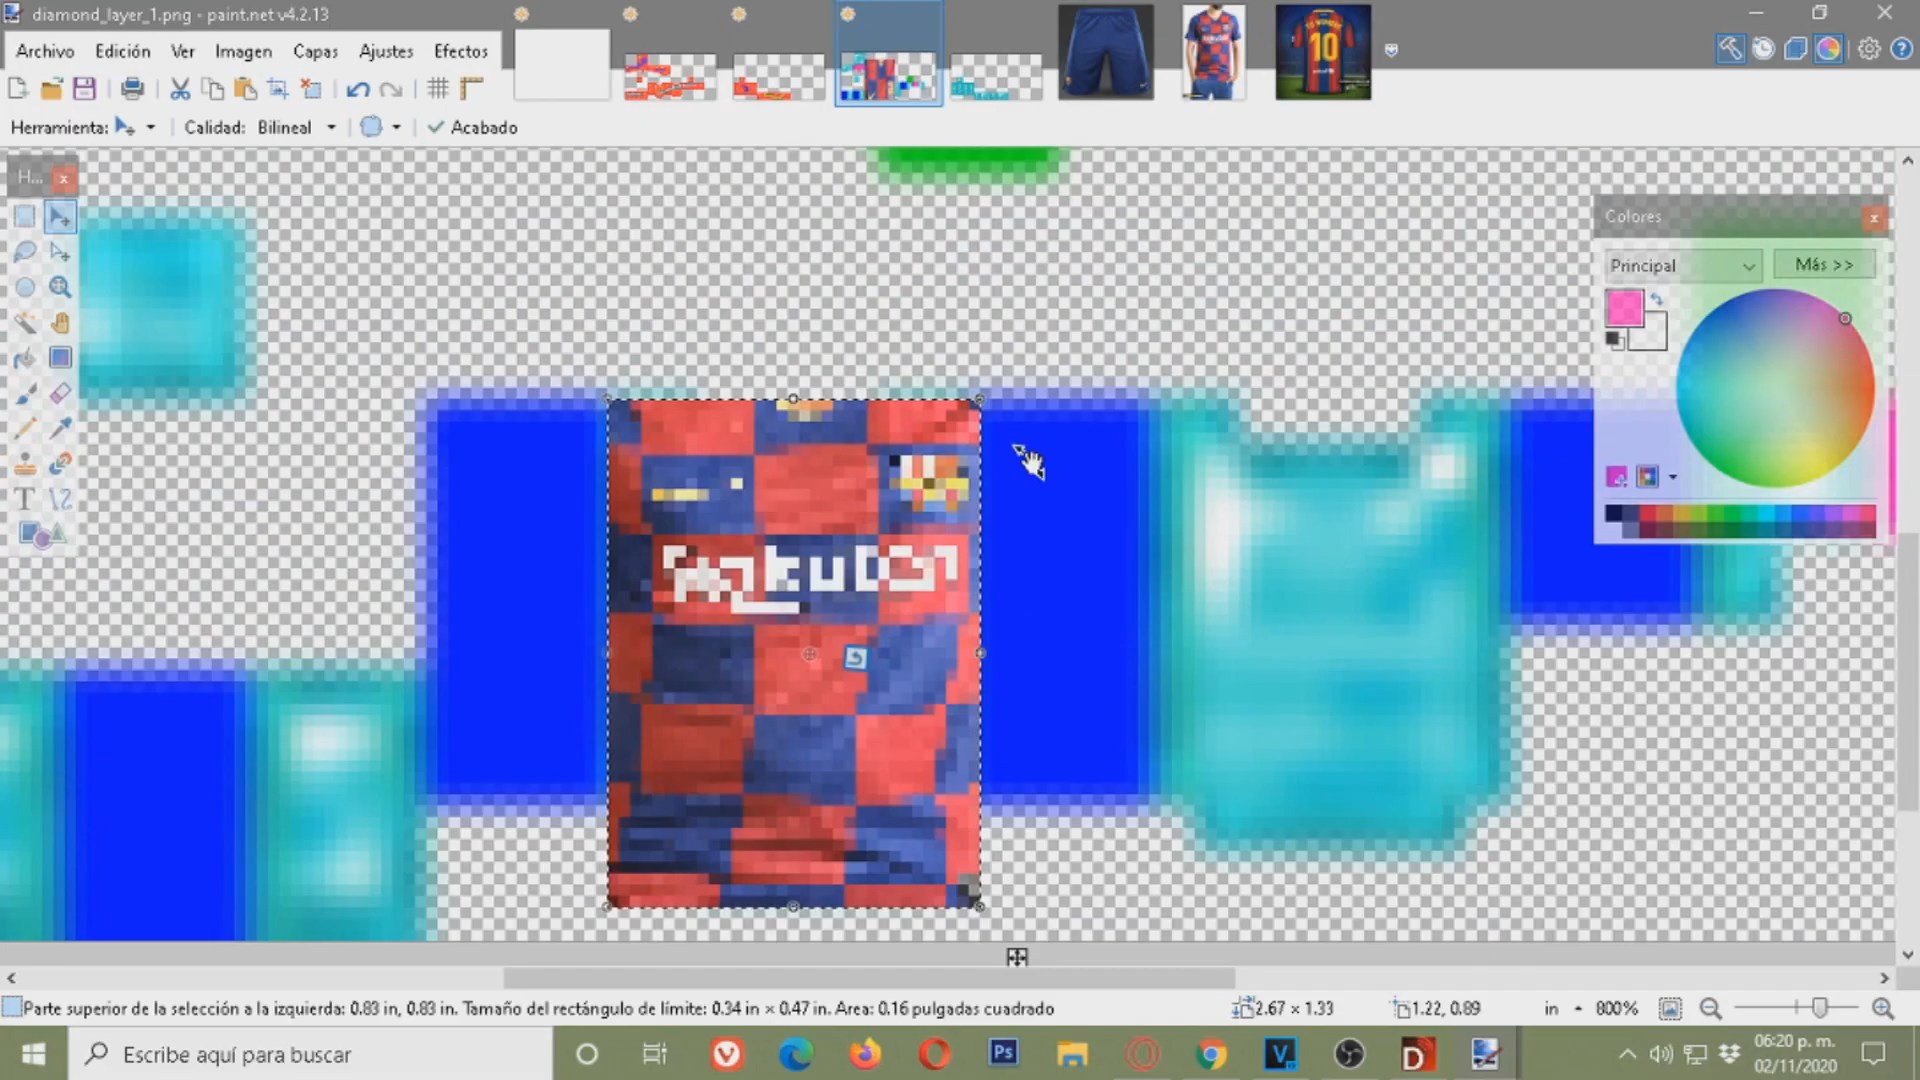 diamond_layer_1.png - paint.net v4.2.13
Archivo Edición Ver Imagen Capas Ajustes Efectos
Herramienta: Calidad: Bilineal Acabado
H...
Colores
Principal Más >>
Rakuten
10
T
Parte superior de la selección a la izquierda: 0.83 in, 0.83 in. Tamaño del rectángulo de límite: 0.34 in × 0.47 in. Area: 0.16 pulgadas cuadrado
2.67 × 1.33
1.22, 0.89
in
800%
Escribe aquí para buscar
Ps
V
D
06:20 p. m.
02/11/2020